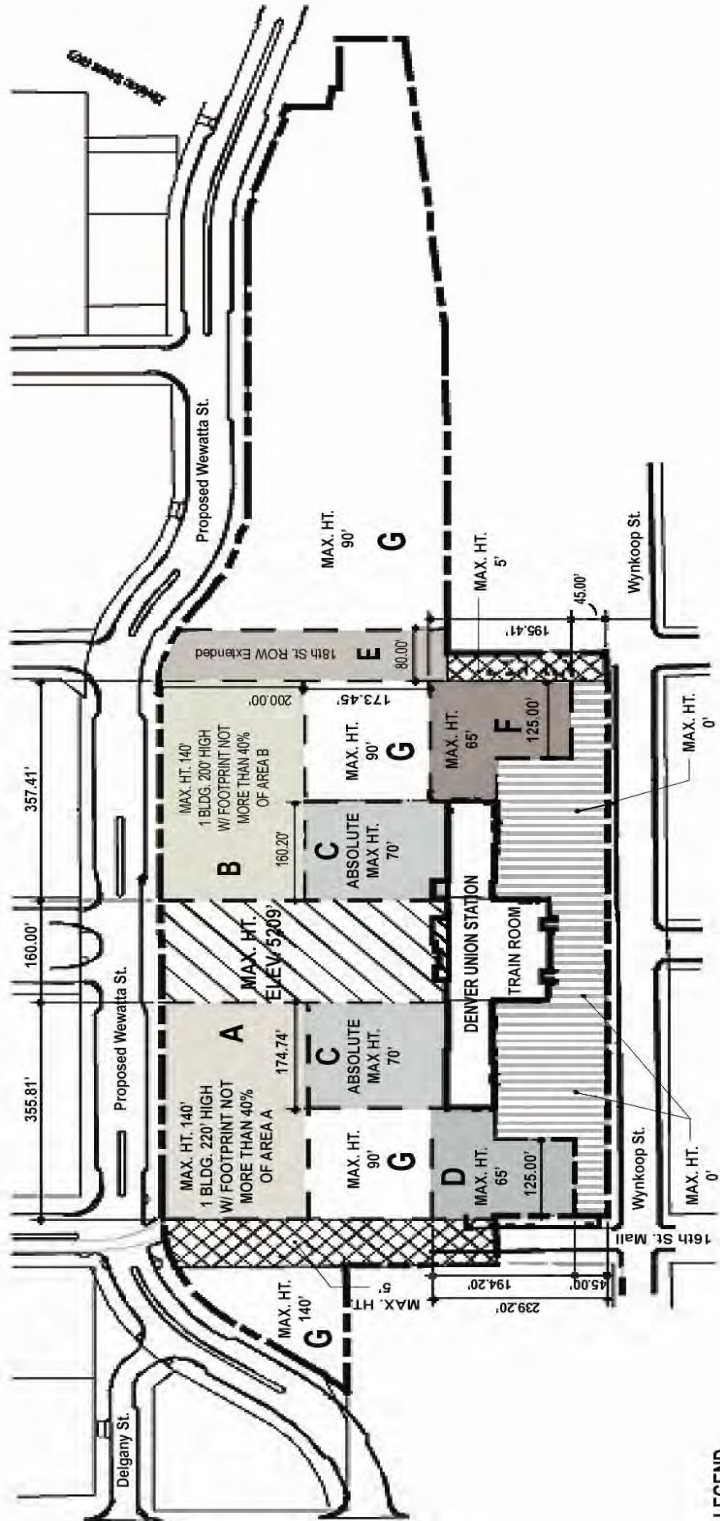 357.41'
160.00'
355.81'
Proposed Wewatta St.
Proposed Wewatta St.
Proposed Wewatta St.
Delgany St.
MAX. HT.
90'
G
18th St. ROW Extended
E
80.00'
MAX. HT.
5'
195.41'
45.00'
200.00'
173.45'
MAX. HT. 140'
1 BLDG. 200' HIGH
W/ FOOTPRINT NOT
MORE THAN 40%
OF AREA B
B
160.20'
MAX. HT.
90'
G
C
ABSOLUTE
MAX HT.
70'
MAX. HT.
65'
F
125.00'
MAX. HT.
ELEV. 5209'
DENVER UNION STATION
TRAIN ROOM
A
MAX. HT. 140'
1 BLDG. 220' HIGH
W/ FOOTPRINT NOT
MORE THAN 40%
OF AREA A
174.74'
C
ABSOLUTE
MAX HT.
70'
MAX. HT.
90'
G
D
MAX. HT.
65'
125.00'
MAX. HT.
5'
MAX. HT.
140'
G
194.20'
45.00'
239.20'
MAX. HT.
0'
MAX. HT.
0'
Wynkoop St.
Wynkoop St.
16th St. Mall
LEGEND